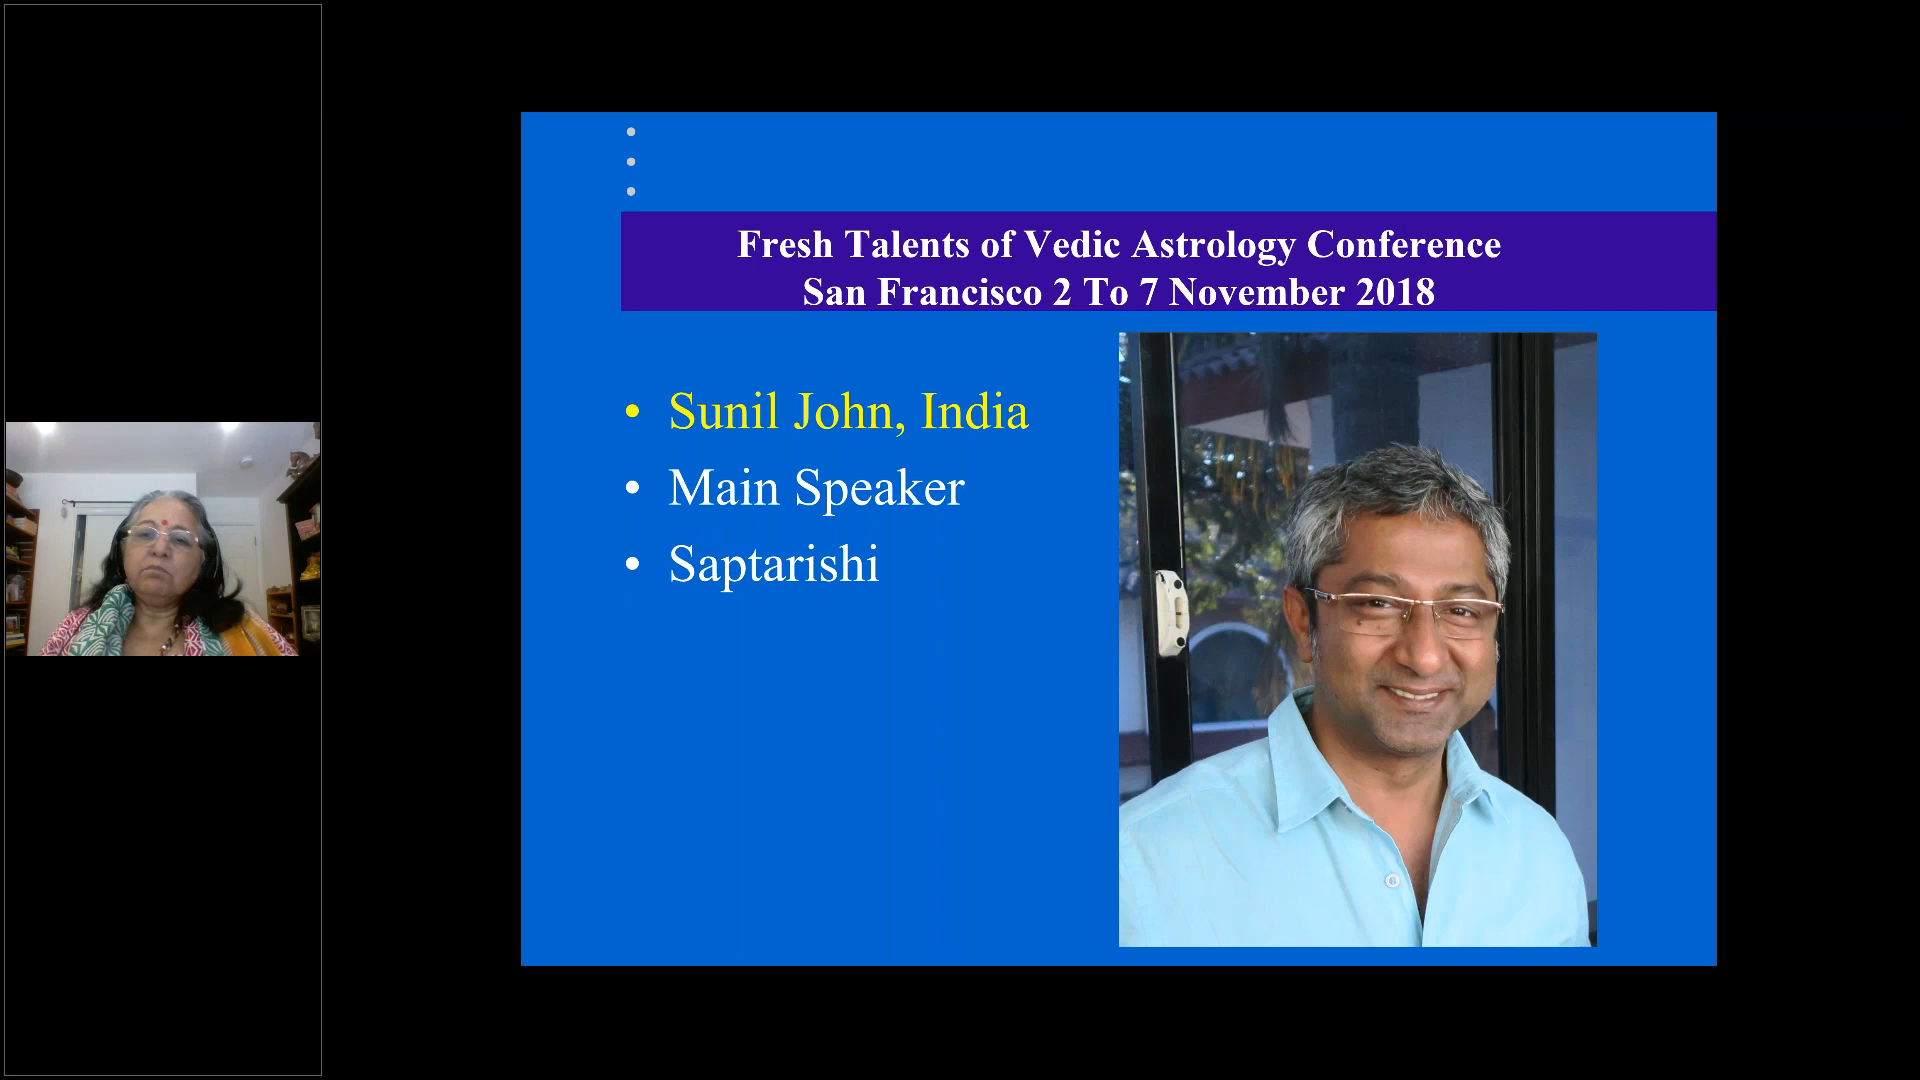 Fresh Talents of Vedic Astrology Conference
San Francisco 2 To 7 November 2018
• Sunil John, India
• Main Speaker
• Saptarishi